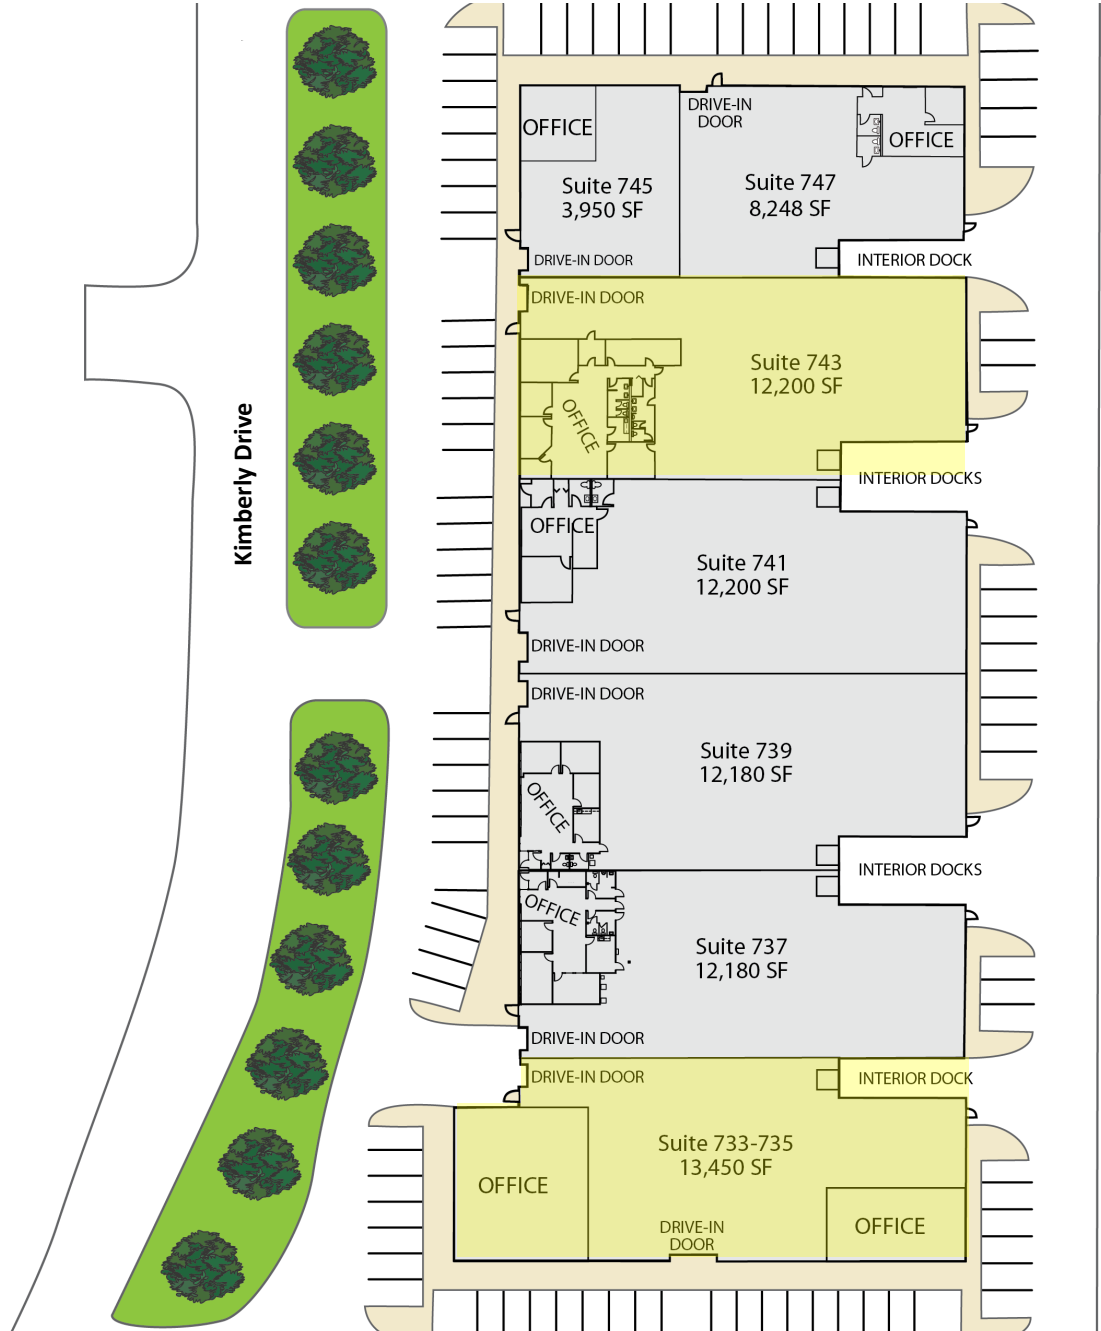 DRIVE-IN
DOOR
OFFICE
OFFICE
Suite 745
3,950 SF
Suite 747
8,248 SF
DRIVE-IN DOOR
INTERIOR DOCK
DRIVE-IN DOOR
Suite 743
12,200 SF
OFFICE
Kimberly Drive
INTERIOR DOCKS
OFFICE
Suite 741
12,200 SF
DRIVE-IN DOOR
DRIVE-IN DOOR
Suite 739
12,180 SF
OFFICE
INTERIOR DOCKS
OFFICE
Suite 737
12,180 SF
DRIVE-IN DOOR
DRIVE-IN DOOR
INTERIOR DOCK
Suite 733-735
13,450 SF
OFFICE
DRIVE-IN
DOOR
OFFICE